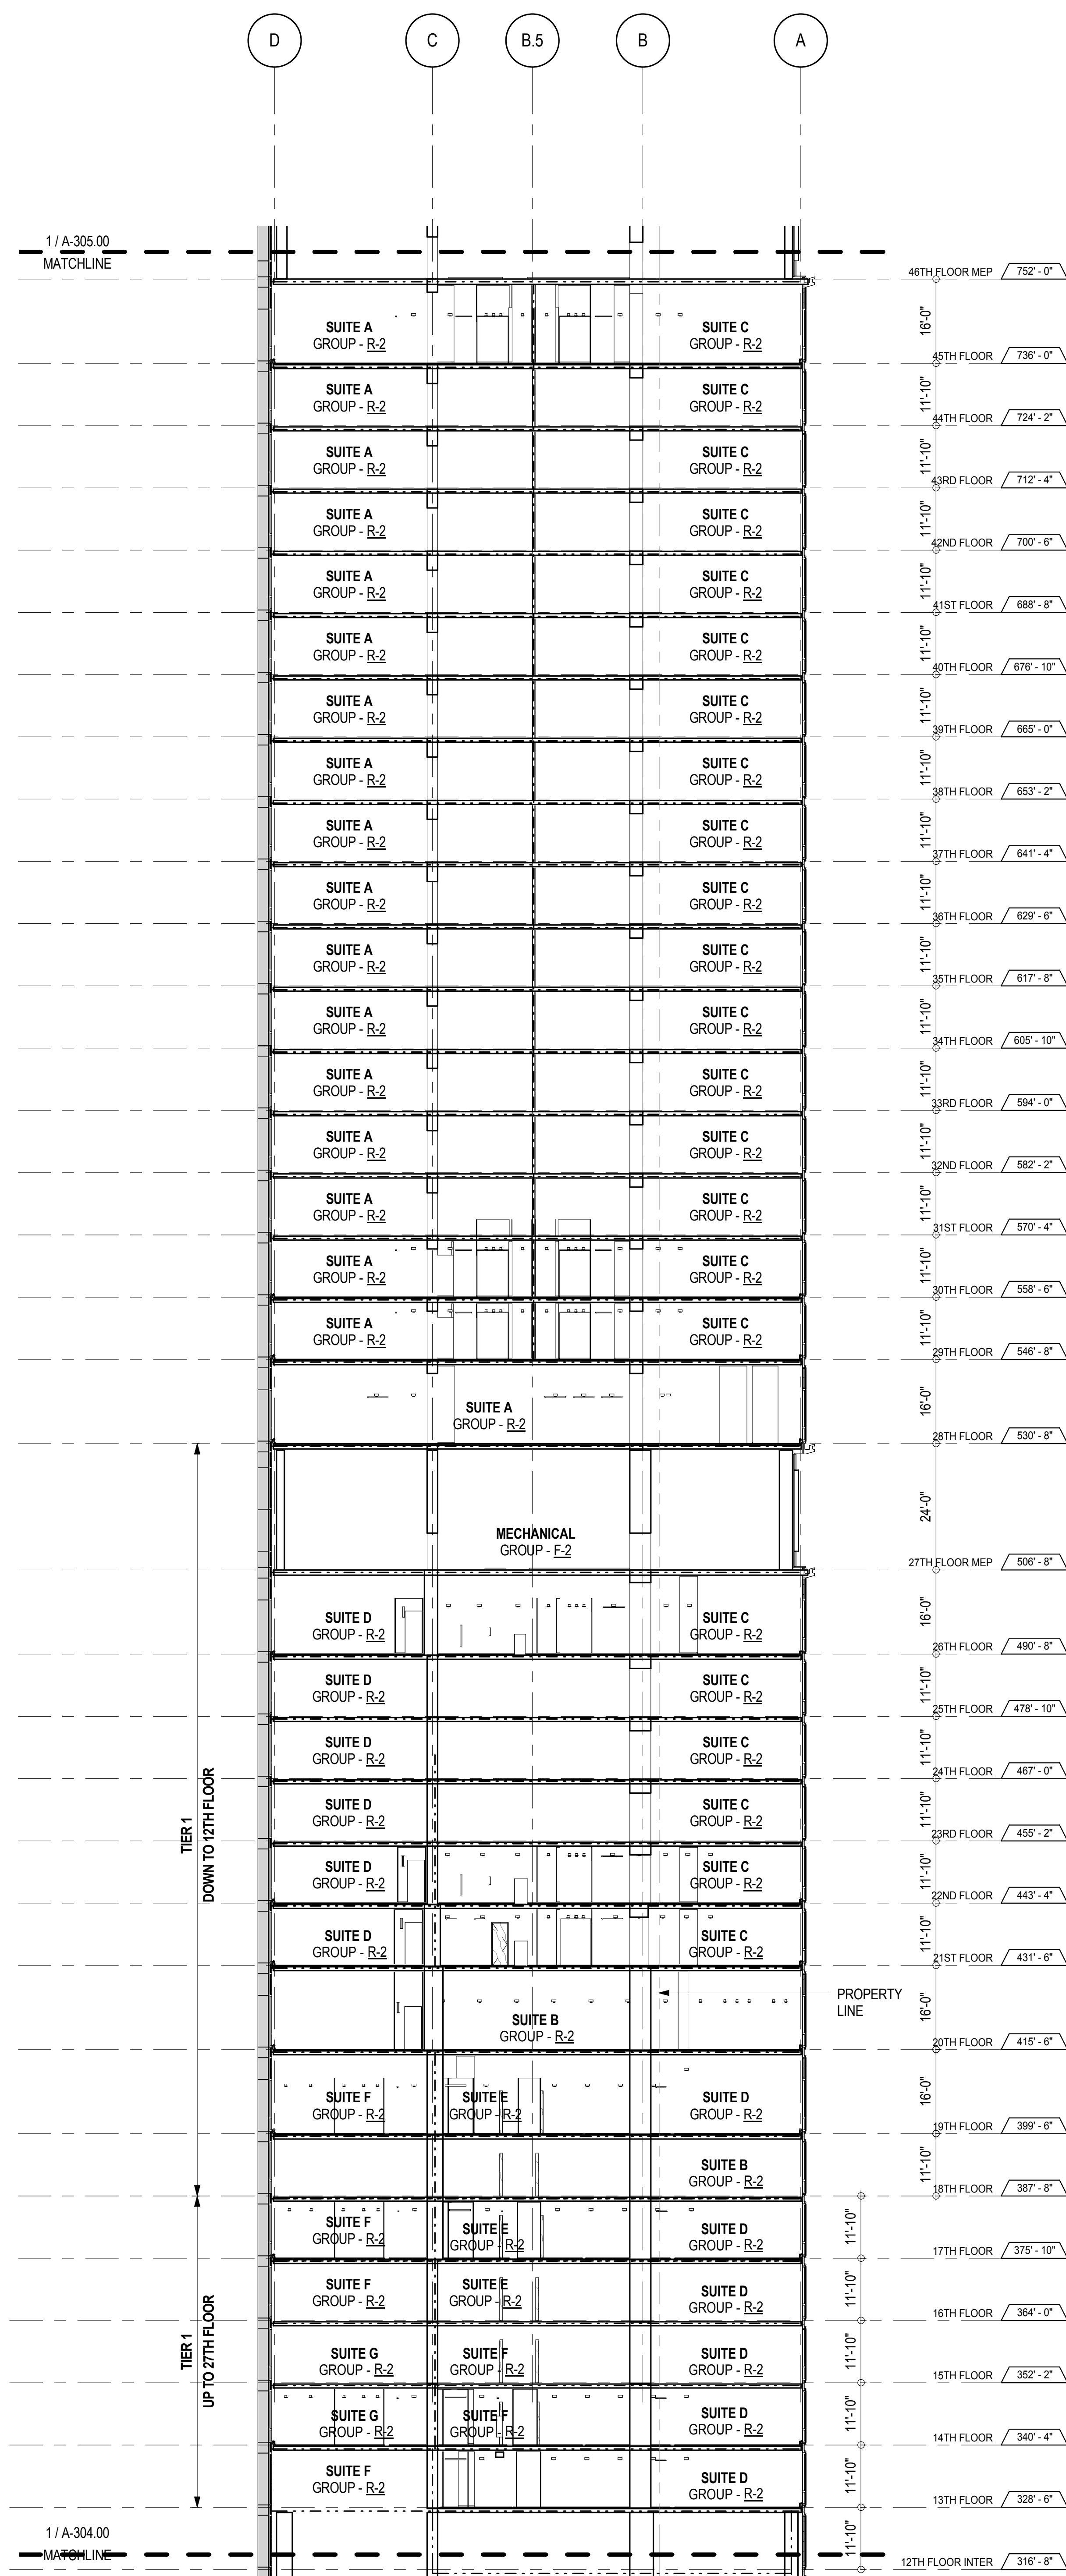 D C B.5 B A
1 / A-305.00
MATCHLINE
46TH FLOOR MEP 752' - 0"
16'-0"
SUITE A SUITE C
GROUP - R-2 GROUP - R-2
45TH FLOOR 736' - 0"
11'-10"
SUITE A SUITE C
GROUP - R-2 GROUP - R-2
44TH FLOOR 724' - 2"
11'-10"
SUITE A SUITE C
GROUP - R-2 GROUP - R-2
43RD FLOOR 712' - 4"
11'-10"
SUITE A SUITE C
GROUP - R-2 GROUP - R-2
42ND FLOOR 700' - 6"
11'-10"
SUITE A SUITE C
GROUP - R-2 GROUP - R-2
41ST FLOOR 688' - 8"
11'-10"
SUITE A SUITE C
GROUP - R-2 GROUP - R-2
40TH FLOOR 676' - 10"
11'-10"
SUITE A SUITE C
GROUP - R-2 GROUP - R-2
39TH FLOOR 665' - 0"
11'-10"
SUITE A SUITE C
GROUP - R-2 GROUP - R-2
38TH FLOOR 653' - 2"
11'-10"
SUITE A SUITE C
GROUP - R-2 GROUP - R-2
37TH FLOOR 641' - 4"
11'-10"
SUITE A SUITE C
GROUP - R-2 GROUP - R-2
36TH FLOOR 629' - 6"
11'-10"
SUITE A SUITE C
GROUP - R-2 GROUP - R-2
35TH FLOOR 617' - 8"
11'-10"
SUITE A SUITE C
GROUP - R-2 GROUP - R-2
34TH FLOOR 605' - 10"
11'-10"
SUITE A SUITE C
GROUP - R-2 GROUP - R-2
33RD FLOOR 594' - 0"
11'-10"
SUITE A SUITE C
GROUP - R-2 GROUP - R-2
32ND FLOOR 582' - 2"
11'-10"
SUITE A SUITE C
GROUP - R-2 GROUP - R-2
31ST FLOOR 570' - 4"
11'-10"
SUITE A SUITE C
GROUP - R-2 GROUP - R-2
30TH FLOOR 558' - 6"
11'-10"
SUITE A SUITE C
GROUP - R-2 GROUP - R-2
29TH FLOOR 546' - 8"
16'-0"
SUITE A
GROUP - R-2
28TH FLOOR 530' - 8"
24'-0"
MECHANICAL
GROUP - F-2
27TH FLOOR MEP 506' - 8"
16'-0"
SUITE D SUITE C
GROUP - R-2 GROUP - R-2
26TH FLOOR 490' - 8"
11'-10"
SUITE D SUITE C
GROUP - R-2 GROUP - R-2
25TH FLOOR 478' - 10"
11'-10"
SUITE D SUITE C
GROUP - R-2 GROUP - R-2
24TH FLOOR 467' - 0"
TIER 1
DOWN TO 12TH FLOOR
11'-10"
SUITE D SUITE C
GROUP - R-2 GROUP - R-2
23RD FLOOR 455' - 2"
11'-10"
SUITE D SUITE C
GROUP - R-2 GROUP - R-2
22ND FLOOR 443' - 4"
11'-10"
SUITE D SUITE C
GROUP - R-2 GROUP - R-2
21ST FLOOR 431' - 6"
PROPERTY
LINE
16'-0"
SUITE B
GROUP - R-2
20TH FLOOR 415' - 6"
16'-0"
SUITE F SUITE E SUITE D
GROUP - R-2 GROUP - R-2 GROUP - R-2
19TH FLOOR 399' - 6"
11'-10"
SUITE B
GROUP - R-2
18TH FLOOR 387' - 8"
11'-10"
SUITE F SUITE E SUITE D
GROUP - R-2 GROUP - R-2 GROUP - R-2
17TH FLOOR 375' - 10"
11'-10"
SUITE F SUITE E SUITE D
GROUP - R-2 GROUP - R-2 GROUP - R-2
16TH FLOOR 364' - 0"
TIER 1
UP TO 27TH FLOOR
11'-10"
SUITE G SUITE F SUITE D
GROUP - R-2 GROUP - R-2 GROUP - R-2
15TH FLOOR 352' - 2"
11'-10"
SUITE G SUITE F SUITE D
GROUP - R-2 GROUP - R-2 GROUP - R-2
14TH FLOOR 340' - 4"
11'-10"
SUITE F SUITE D
GROUP - R-2 GROUP - R-2
13TH FLOOR 328' - 6"
11'-10"
1 / A-304.00
MATCHLINE
12TH FLOOR INTER 316' - 8"